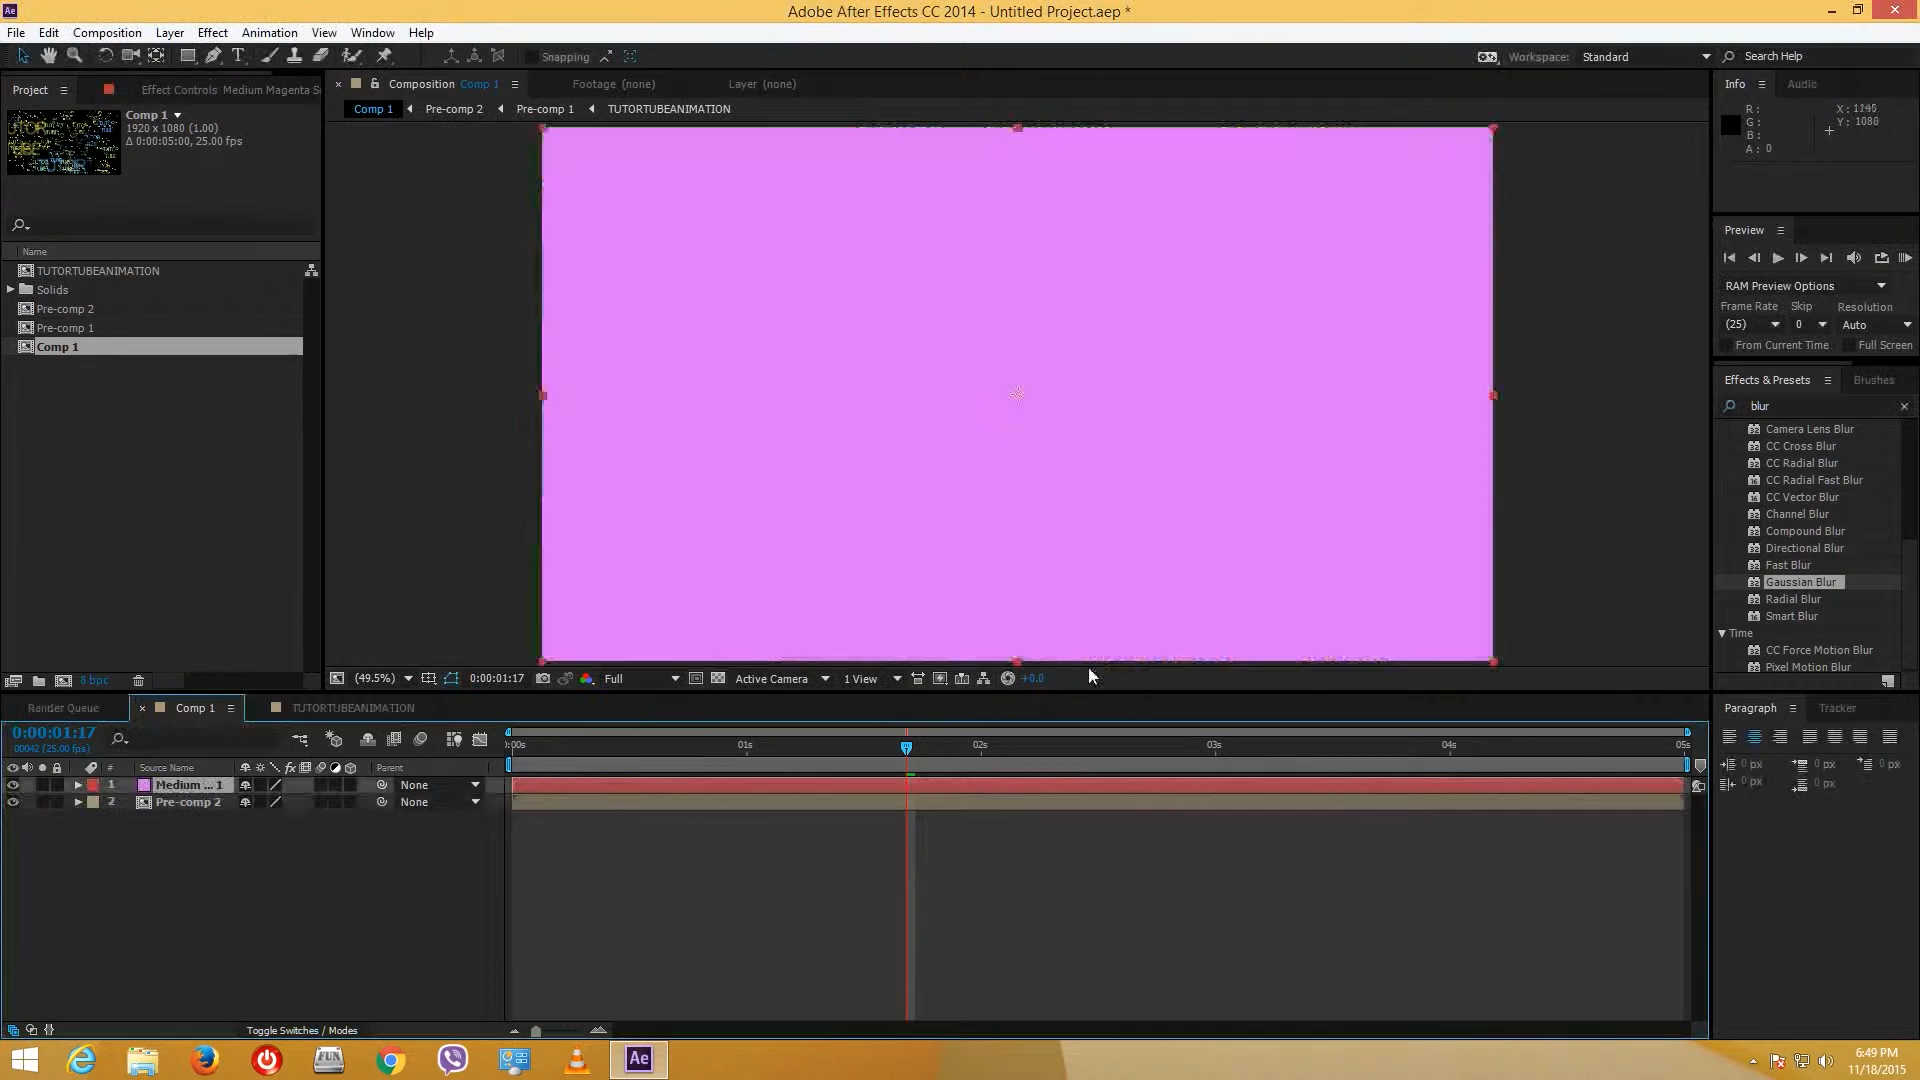 Ae
Adobe After Effects CC 2014 - Untitled Project.aep *
File Edit Composition Layer Effect Animation View Window Help
T Snapping Workspace: Standard Search Help
Project Effect Controls Medium Magenta S
Composition Comp 1 Footage (none) Layer (none)
Info Audio
Comp 1 Pre-comp 2 Pre-comp 1 TUTORTUBEANIMATION
Comp 1
1920 x 1080 (1.00)
Δ 0:00:05:00, 25.00 fps
R :
G :
B :
A : 0
X : 1146
Y : 1080
Name
TUTORTUBEANIMATION
Solids
Pre-comp 2
Pre-comp 1
Comp 1
8 bpc
(49.5%) 0:00:01:17 Full Active Camera 1 View +0.0
Preview
RAM Preview Options
Frame Rate Skip Resolution
(25) 0 Auto
From Current Time Full Screen
Effects & Presets Brushes
blur
Camera Lens Blur
CC Cross Blur
CC Radial Blur
CC Radial Fast Blur
CC Vector Blur
Channel Blur
Compound Blur
Directional Blur
Fast Blur
Gaussian Blur
Radial Blur
Smart Blur
Time
CC Force Motion Blur
Pixel Motion Blur
Render Queue Comp 1 TUTORTUBEANIMATION
0:00:01:17
00042 (25.00 fps)
:00s 01s 02s 03s 04s 05s
# Source Name fx Parent
1 Medium ... 1 None
2 Pre-comp 2 None
Toggle Switches / Modes
Paragraph Tracker
0 px 0 px 0 px
0 px 0 px
FUN
Ae
6:49 PM
11/18/2015